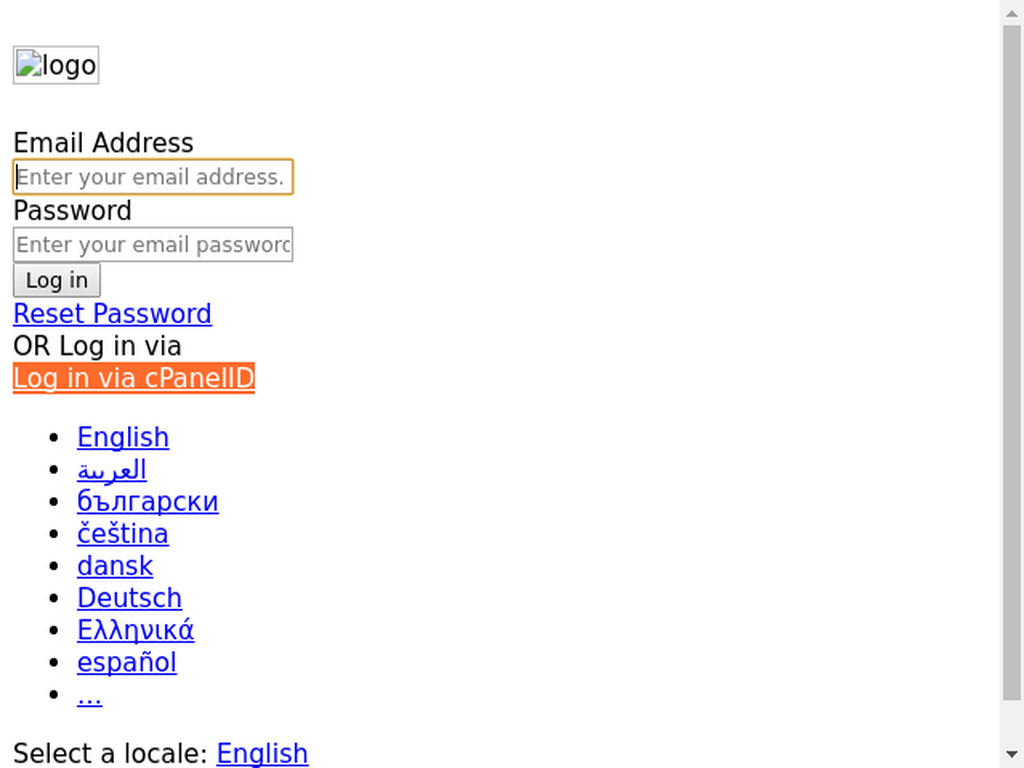 logo
Email Address
Enter your email address.
Password
Enter your email passwor
Log in
Reset Password
OR Log in via
Log in via cPanelID
English
العربية
български
čeština
dansk
Deutsch
Ελληνικά
español
...
Select a locale: English